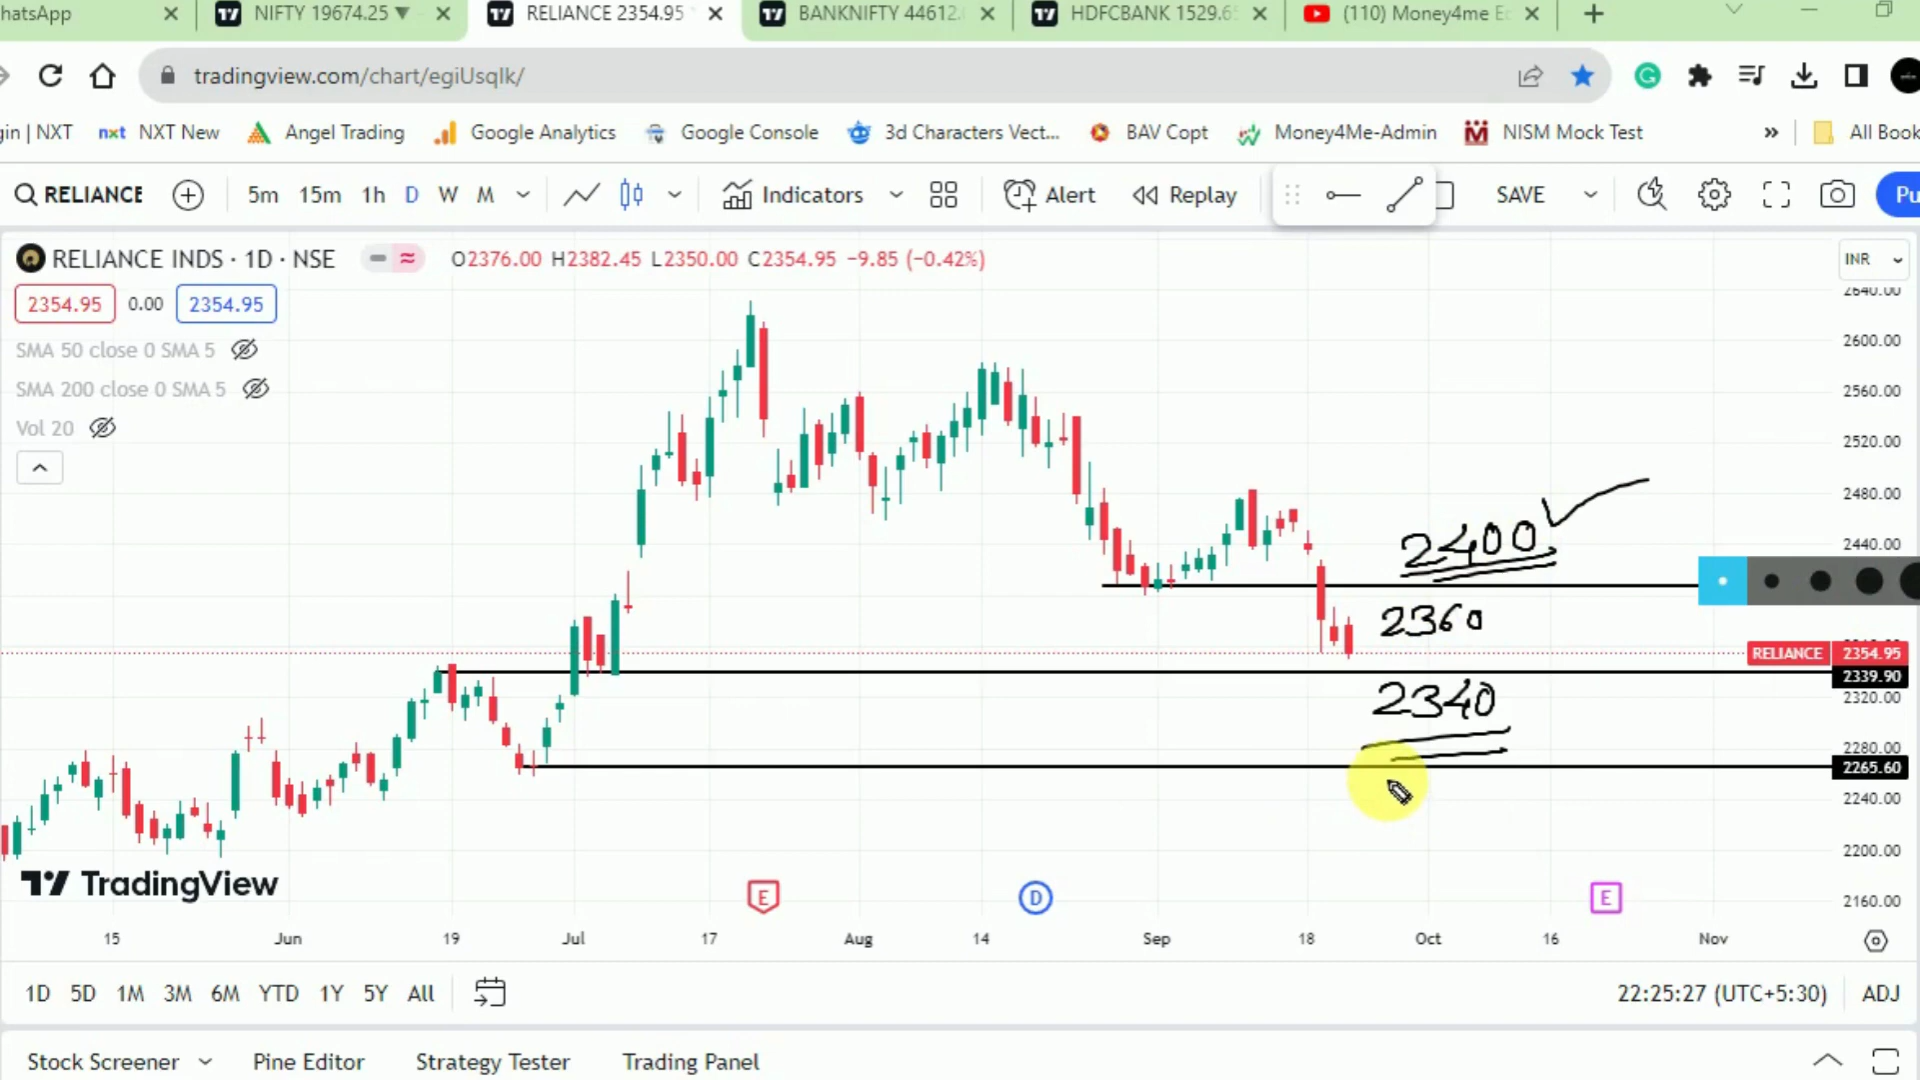 hatsApp NIFTY 19674.25 ▼ RELIANCE 2354.95 BANKNIFTY 44612. HDFCBANK 1529.6 (110) Money4me E
tradingview.com/chart/egiUsqIk/
gin | NXT nxt NXT New Angel Trading Google Analytics Google Console 3d Characters Vect... BAV Copt Money4Me-Admin NISM Mock Test » All Book
RELIANCE 5m 15m 1h D W M Indicators Alert Replay SAVE Pu
RELIANCE INDS · 1D · NSE O2376.00 H2382.45 L2350.00 C2354.95 −9.85 (−0.42%) INR
2354.95 0.00 2354.95
SMA 50 close 0 SMA 5
SMA 200 close 0 SMA 5
Vol 20
2640.00
2600.00
2560.00
2520.00
2480.00
2440.00
2400
2360
RELIANCE 2354.95
2339.90
2340
2320.00
2280.00
2265.60
2240.00
2200.00
2160.00
TradingView
E D E
15 Jun 19 Jul 17 Aug 14 Sep 18 Oct 16 Nov
1D 5D 1M 3M 6M YTD 1Y 5Y All 22:25:27 (UTC+5:30) ADJ
Stock Screener Pine Editor Strategy Tester Trading Panel